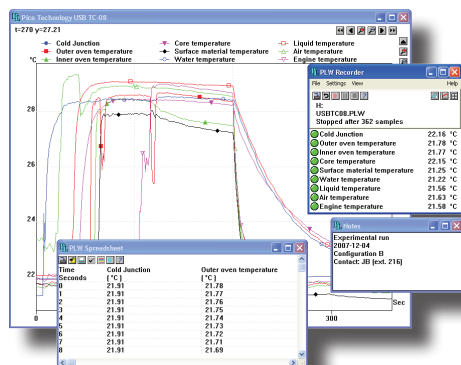 Pico Technology USB TC-08
t=270 y=27.21
Cold Junction Core temperature Liquid temperature
Outer oven temperature Surface material temperature Air temperature
Inner oven temperature Water temperature Engine temperature
°C
28
26
24
22
0
300
Sec
PLW Recorder
File Settings View Help
H:
USBTC08.PLW
Stopped after 362 samples
Cold Junction 22.16 °C
Outer oven temperature 21.78 °C
Inner oven temperature 21.77 °C
Core temperature 22.15 °C
Surface material temperature 21.25 °C
Water temperature 21.22 °C
Liquid temperature 21.56 °C
Air temperature 21.63 °C
Engine temperature 21.58 °C
Notes
Experimental run
2007-12-04
Configuration B
Contact: JB (ext. 216)
PLW Spreadsheet
Time Cold Junction Outer oven temperature
Seconds (°C) (°C)
0 21.91 21.78
1 21.91 21.77
2 21.91 21.76
3 21.91 21.75
4 21.91 21.74
5 21.91 21.73
6 21.91 21.72
7 21.91 21.71
8 21.91 21.69